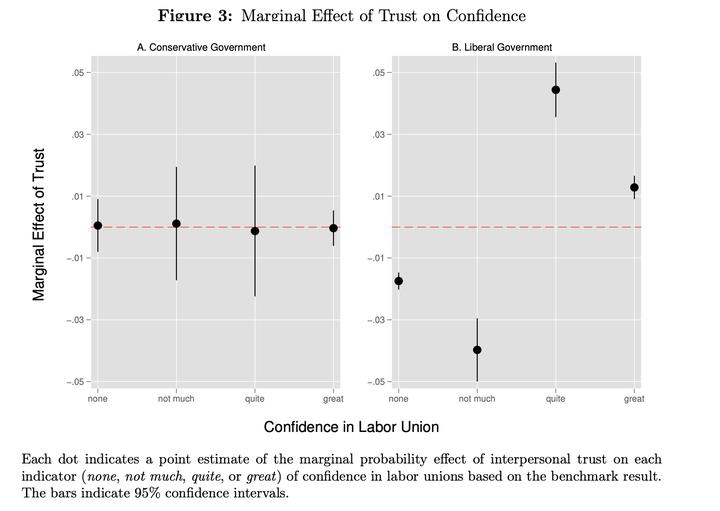 Figure 3: Marginal Effect of Trust on Confidence
A. Conservative Government
B. Liberal Government
Marginal Effect of Trust
.05
.03
.01
−.01
−.03
−.05
none not much quite great
.05
.03
.01
−.01
−.03
−.05
none not much quite great
Confidence in Labor Union
Each dot indicates a point estimate of the marginal probability effect of interpersonal trust on each
indicator (none, not much, quite, or great) of confidence in labor unions based on the benchmark result.
The bars indicate 95% confidence intervals.